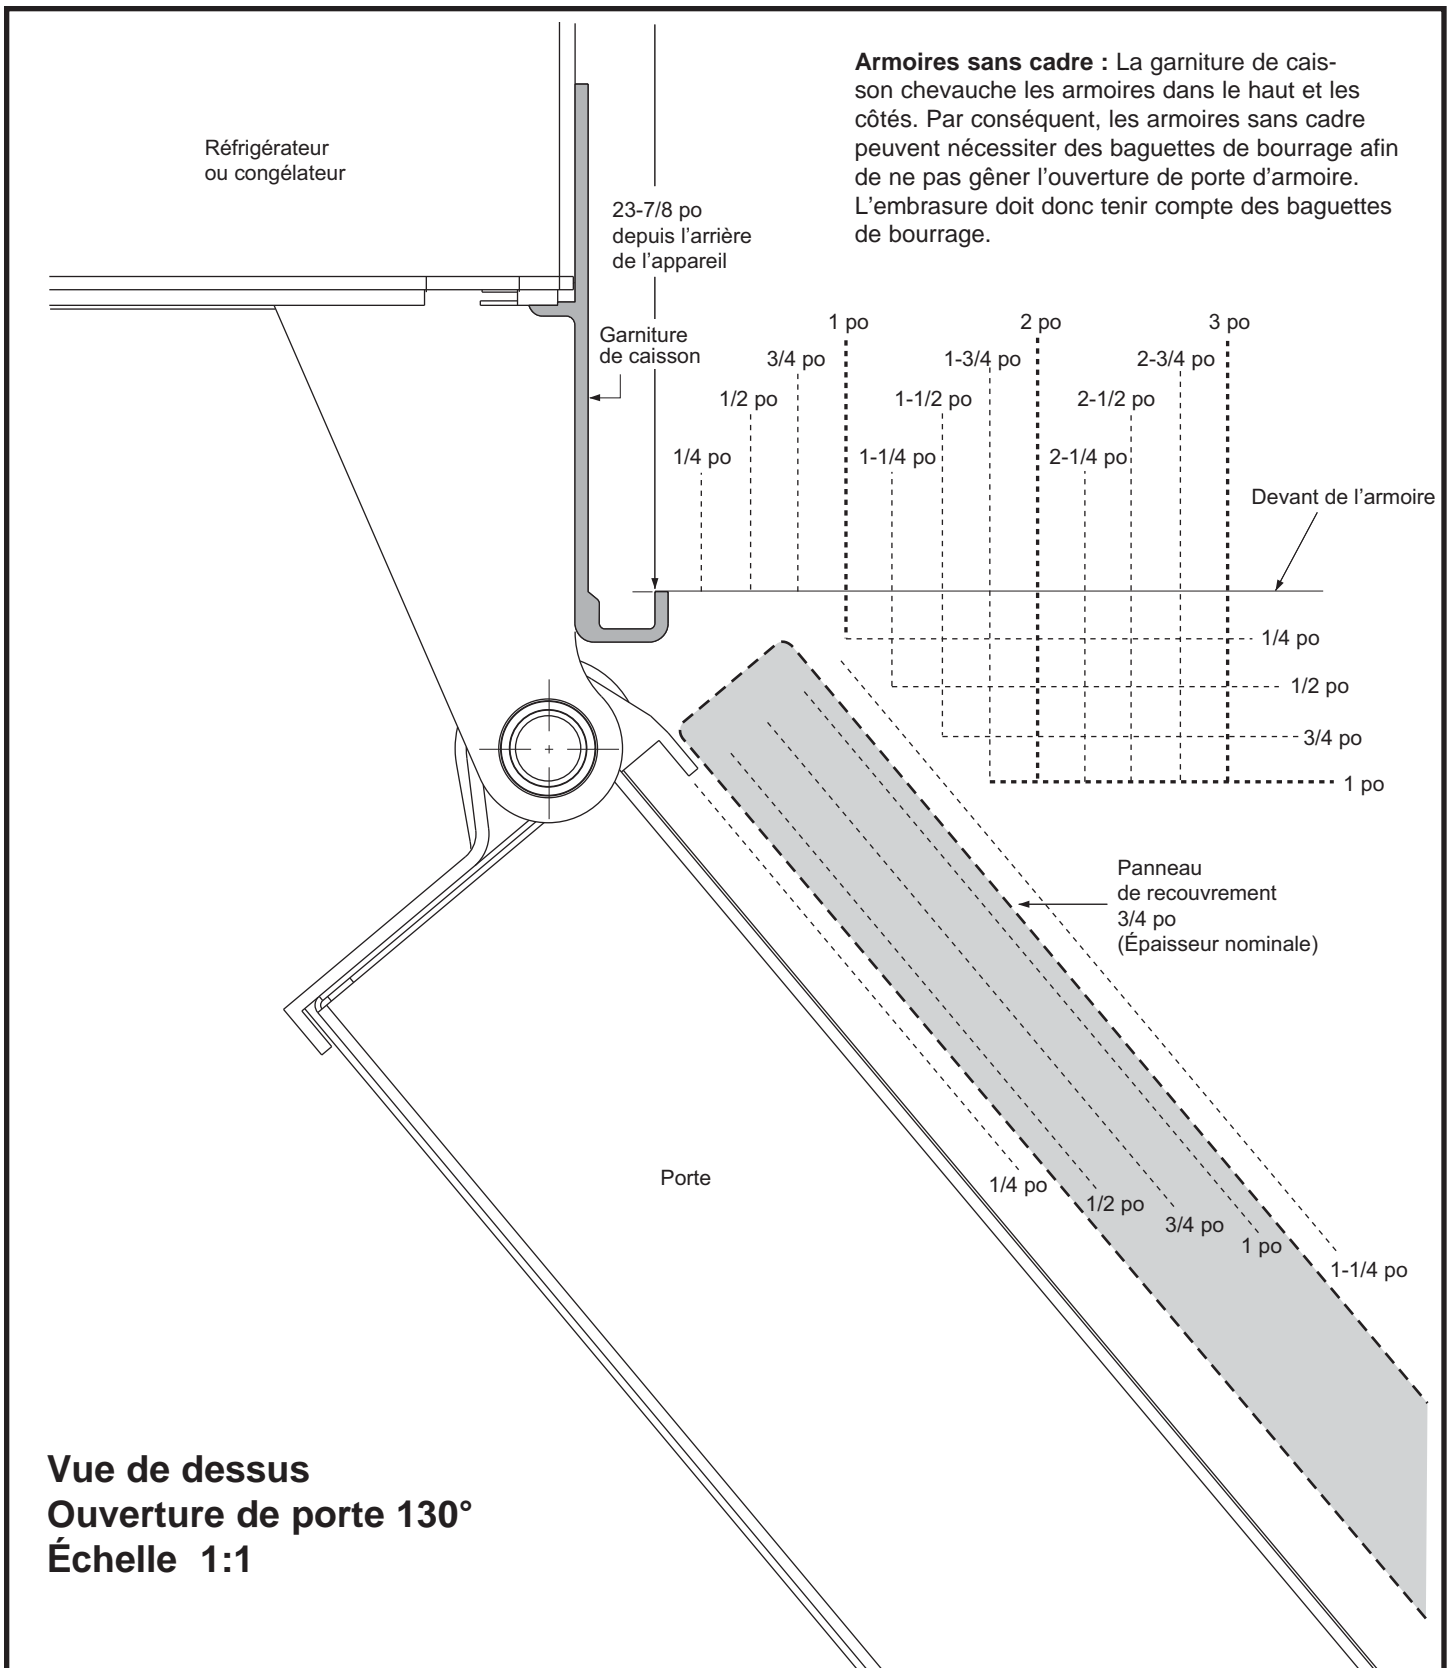 Armoires sans cadre : La garniture de cais-
son chevauche les armoires dans le haut et les
côtés. Par conséquent, les armoires sans cadre
peuvent nécessiter des baguettes de bourrage afin
de ne pas gêner l’ouverture de porte d’armoire.
L’embrasure doit donc tenir compte des baguettes
de bourrage.
Réfrigérateur
ou congélateur
23-7/8 po
depuis l’arrière
de l’appareil
Garniture
de caisson
1 po
2 po
3 po
3/4 po
1-3/4 po
2-3/4 po
1/2 po
1-1/2 po
2-1/2 po
1/4 po
1-1/4 po
2-1/4 po
Devant de l’armoire
1/4 po
1/2 po
3/4 po
1 po
Panneau
de recouvrement
3/4 po
(Épaisseur nominale)
Porte
1/4 po
1/2 po
3/4 po
1 po
1-1/4 po
Vue de dessus
Ouverture de porte 130°
Échelle 1:1